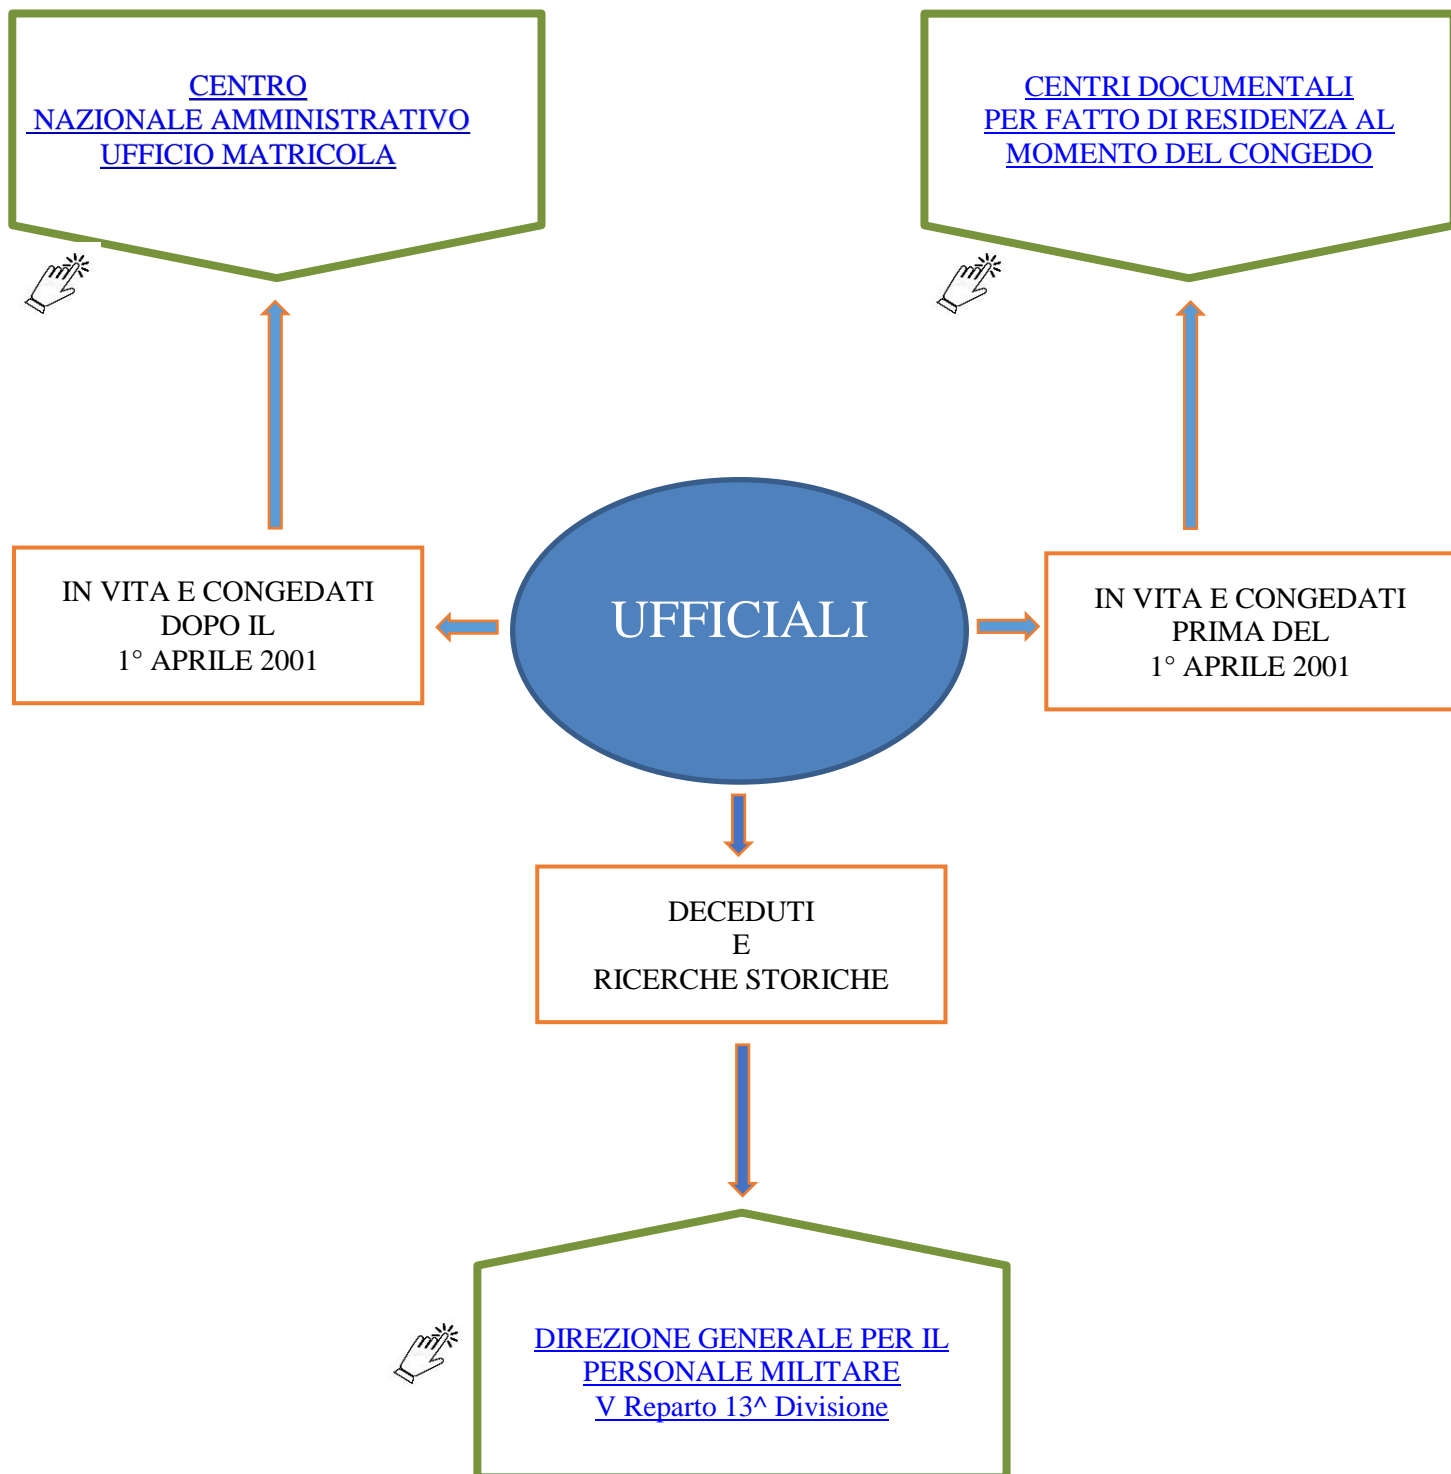 CENTRO
NAZIONALE AMMINISTRATIVO
UFFICIO MATRICOLA
CENTRI DOCUMENTALI
PER FATTO DI RESIDENZA AL
MOMENTO DEL CONGEDO
IN VITA E CONGEDATI
DOPO IL
1° APRILE 2001
UFFICIALI
IN VITA E CONGEDATI
PRIMA DEL
1° APRILE 2001
DECEDUTI
E
RICERCHE STORICHE
DIREZIONE GENERALE PER IL
PERSONALE MILITARE
V Reparto 13^ Divisione